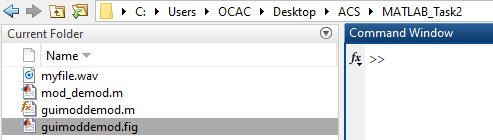 C: Users OCAC Desktop ACS MATLAB_Task2
Current Folder
Name
myfile.wav
mod_demod.m
guimoddemod.m
guimoddemod.fig
Command Window
fx >>